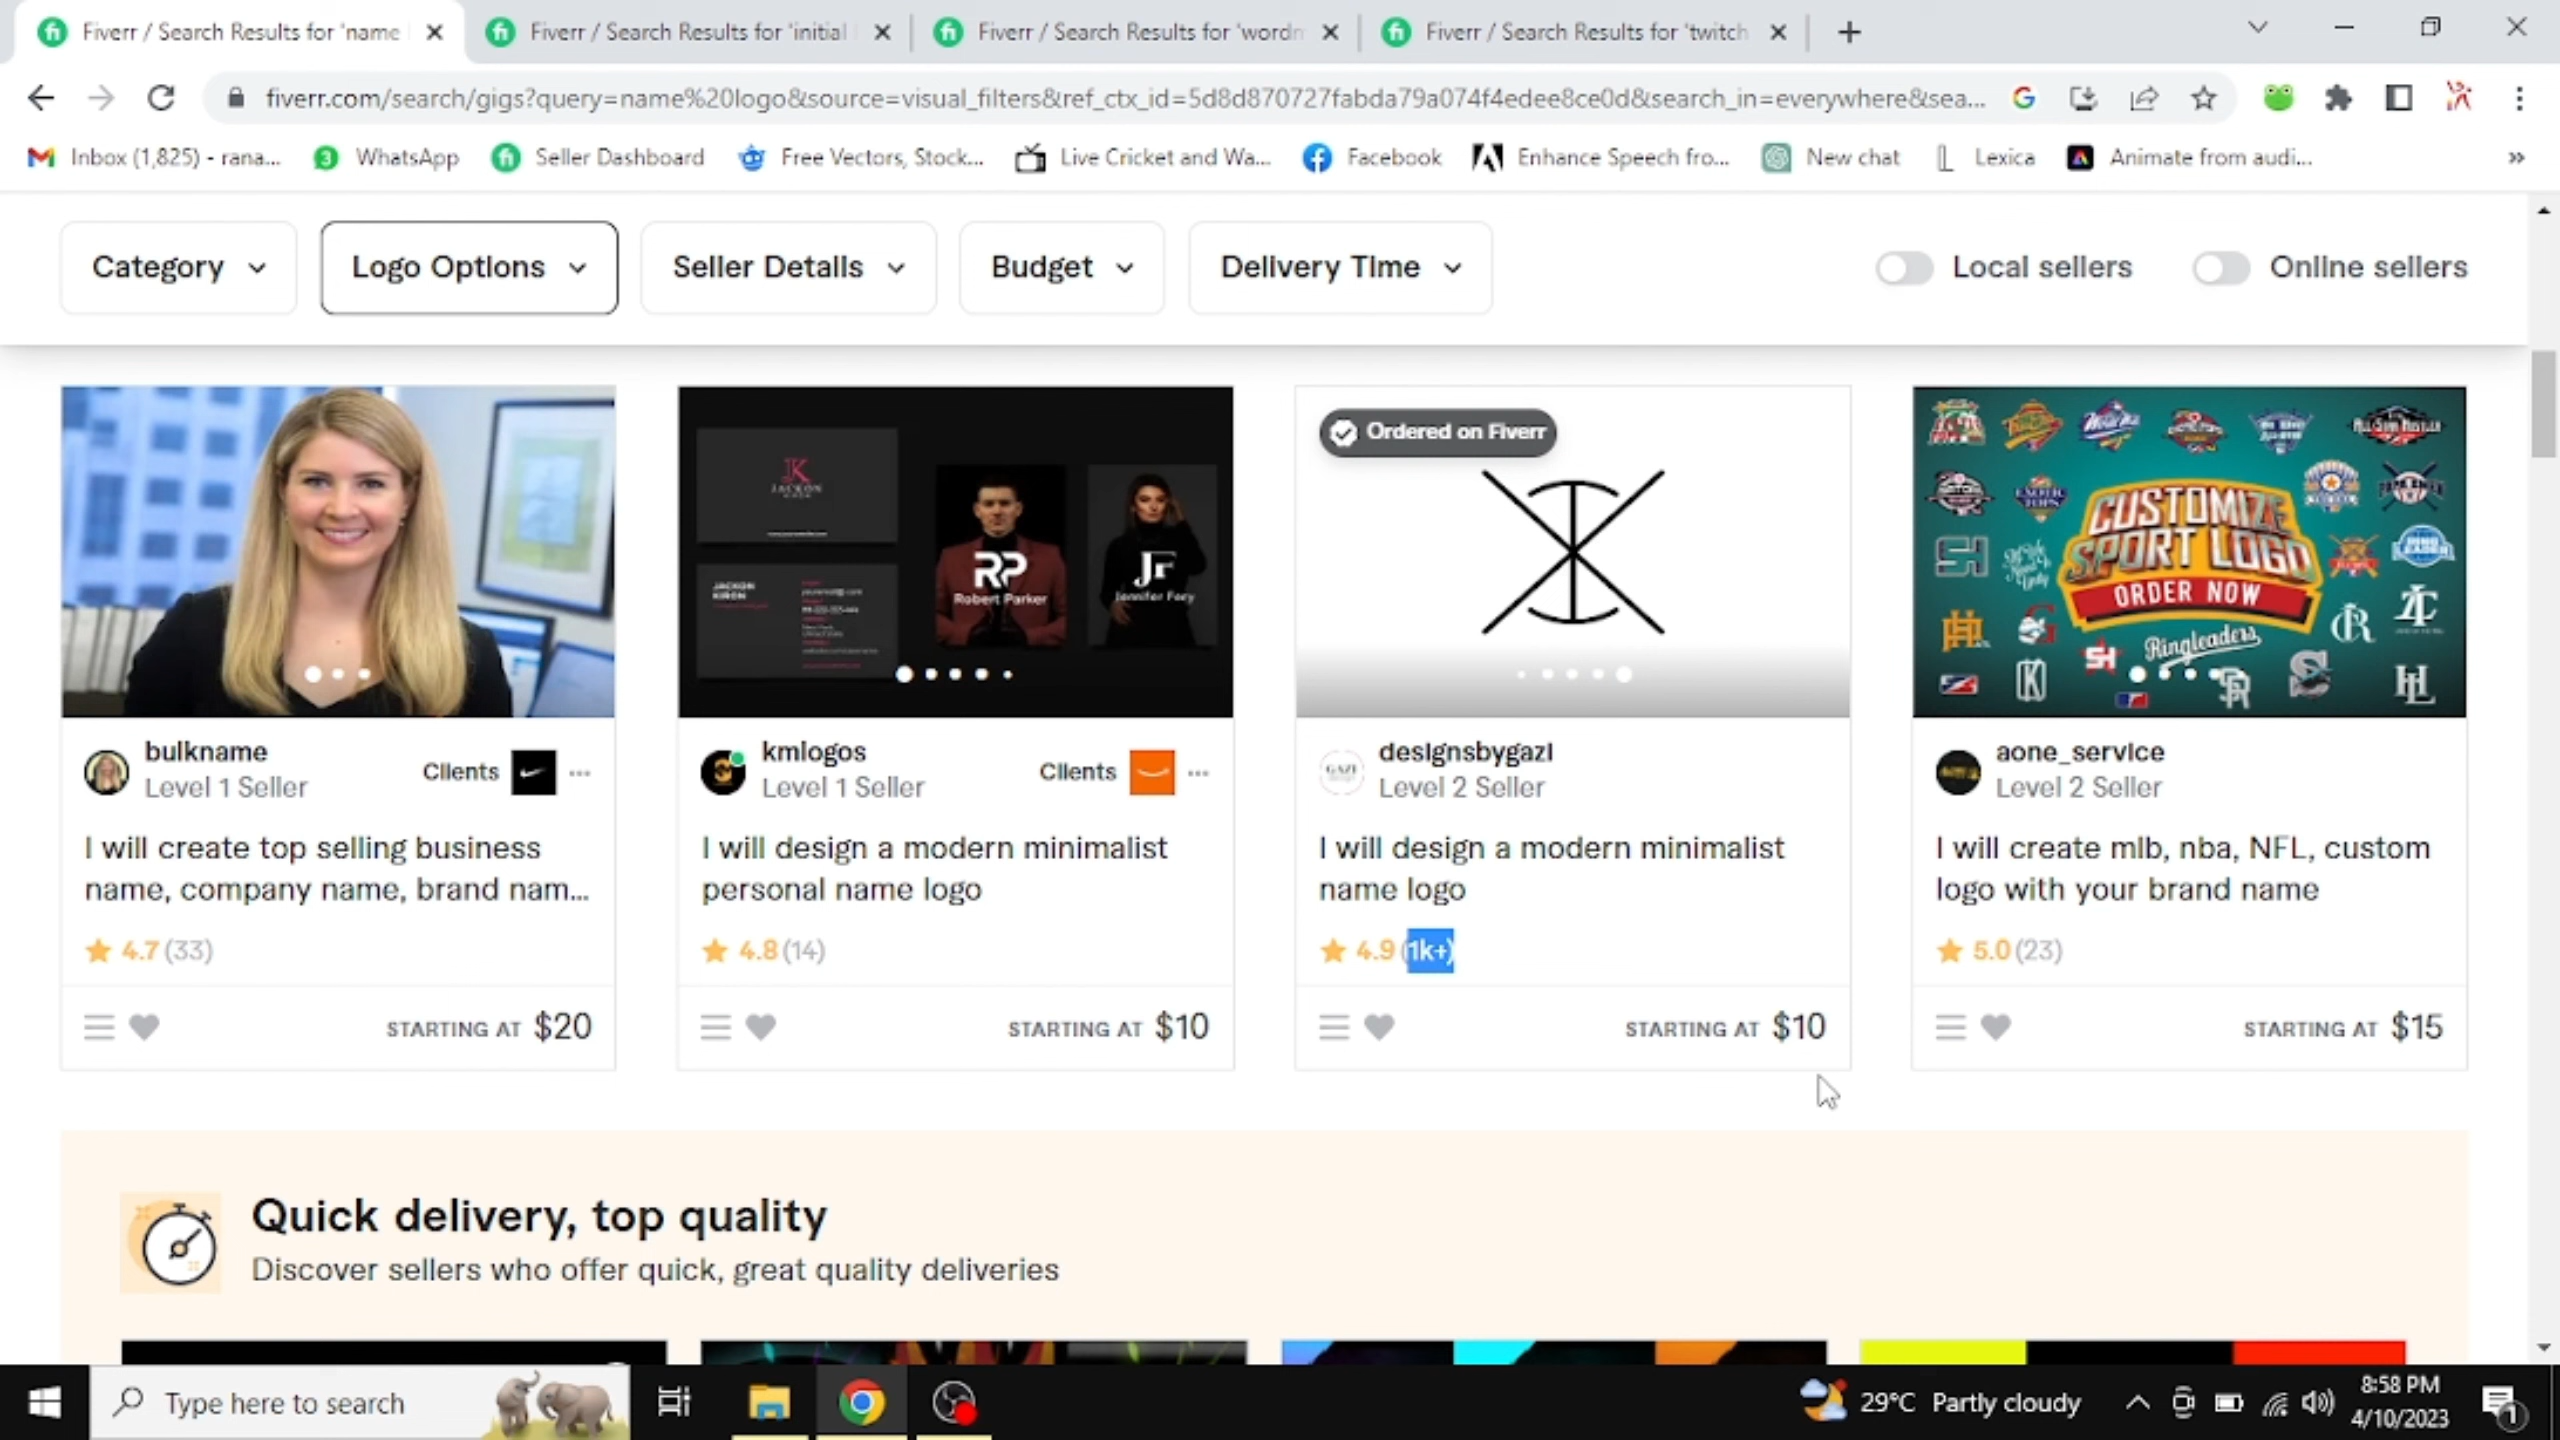 Fiverr / Search Results for 'name
Fiverr / Search Results for 'initial
Fiverr / Search Results for 'wordm
Fiverr / Search Results for 'twitch
fiverr.com/search/gigs?query=name%20logo&source=visual_filters&ref_ctx_id=5d8d870727fabda79a074f4edee8ce0d&search_in=everywhere&sea...
Inbox (1,825) - rana...
3
WhatsApp
Seller Dashboard
Free Vectors, Stock...
Live Cricket and Wa...
Facebook
Enhance Speech fro...
New chat
Lexica
Animate from audi...
Category
Logo Options
Seller Details
Budget
Delivery Time
Local sellers
Online sellers
JK
RP
Robert Parker
JF
JACKON
KIRON
Ordered on Fiverr
CUSTOMIZE
SPORT LOGO
ORDER NOW
Ringleaders
bulkname
Level 1 Seller
Clients
I will create top selling business
name, company name, brand nam...
4.7 (33)
STARTING AT $20
kmlogos
Level 1 Seller
Clients
I will design a modern minimalist
personal name logo
4.8 (14)
STARTING AT $10
GAZI
designsbygazi
Level 2 Seller
I will design a modern minimalist
name logo
4.9 (1k+)
STARTING AT $10
aone_service
Level 2 Seller
I will create mlb, nba, NFL, custom
logo with your brand name
5.0 (23)
STARTING AT $15
Quick delivery, top quality
Discover sellers who offer quick, great quality deliveries
Type here to search
29°C Partly cloudy
8:58 PM
4/10/2023
1